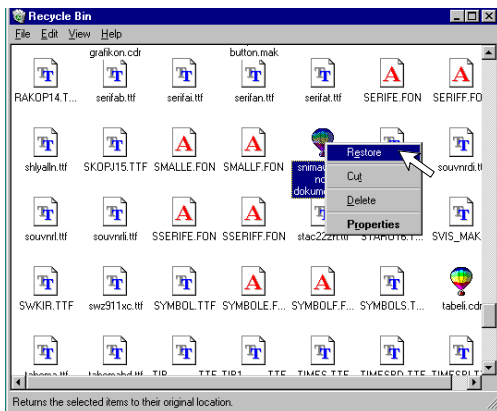 Recycle Bin
File Edit View Help
grafikon.cdr button.mak
RAKOP14.T... serifab.ttf serifai.ttf serifan.ttf serifat.ttf SERIFE.FON SERIFF.FO
Restore
Cut
Delete
Properties
shlyalln.ttf SKOPJ15.TTF SMALLE.FON SMALLF.FON souvnrdi.t
souvnrl.ttf souvnrli.ttf SSERIFE.FON SSERIFF.FON SVIS_MAK
SWKIR.TTF swz911xc.ttf SYMBOL.TTF SYMBOLE.F... SYMBOLF.F... SYMBOLS.T... tabeli.cdr
Returns the selected items to their original location.